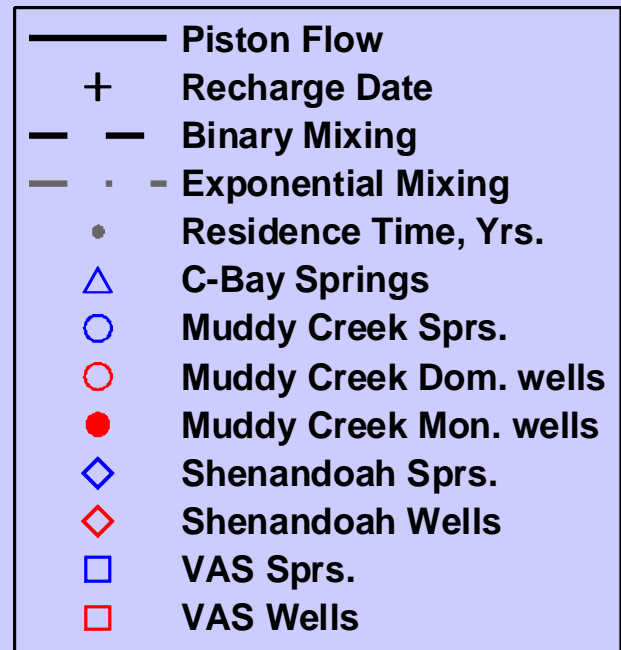 Piston Flow
Recharge Date
Binary Mixing
Exponential Mixing
Residence Time, Yrs.
C-Bay Springs
Muddy Creek Sprs.
Muddy Creek Dom. wells
Muddy Creek Mon. wells
Shenandoah Sprs.
Shenandoah Wells
VAS Sprs.
VAS Wells